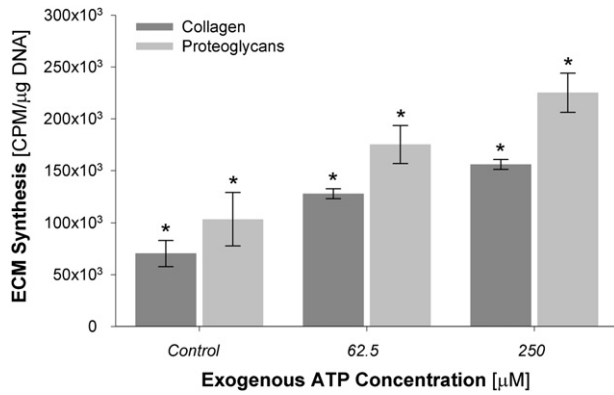 300x10³
250x10³
200x10³
150x10³
100x10³
50x10³
0
ECM Synthesis [CPM/µg DNA]
Collagen
Proteoglycans
* * * * * *
Control 62.5 250
Exogenous ATP Concentration [µM]